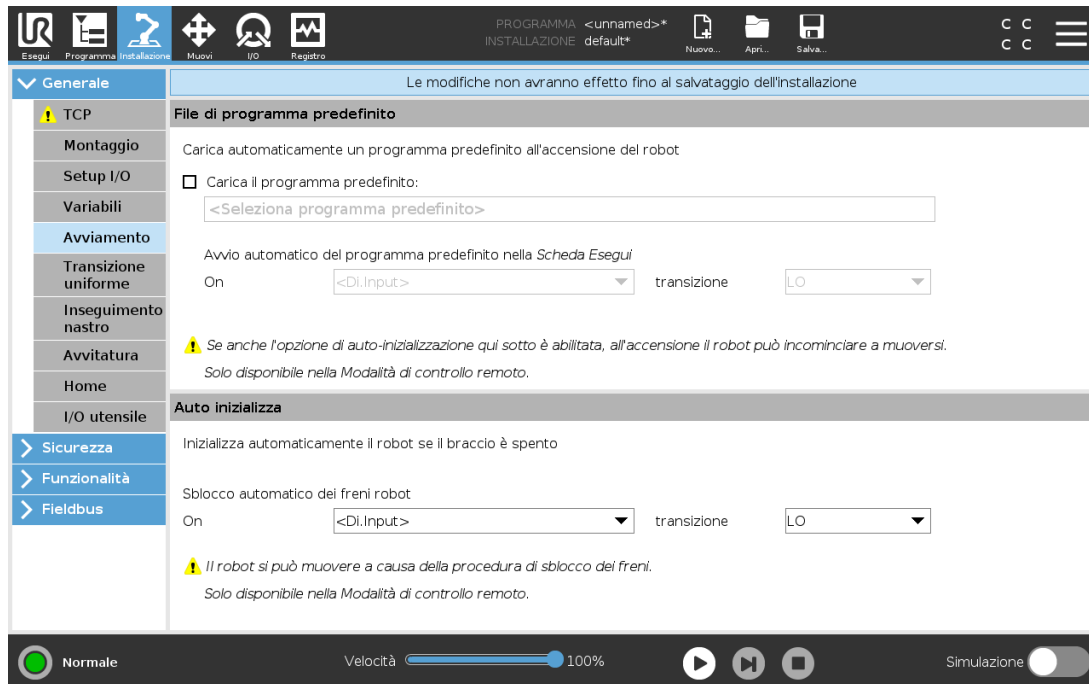 UR
Esegui
Programma
Installazione
Muovi
I/O
Registro
PROGRAMMA <unnamed>*
INSTALLAZIONE default*
Nuovo...
Apri...
Salva...
C C
C C
Generale
TCP
Montaggio
Setup I/O
Variabili
Avviamento
Transizione
uniforme
Inseguimento
nastro
Avvitatura
Home
I/O utensile
Sicurezza
Funzionalità
Fieldbus
Le modifiche non avranno effetto fino al salvataggio dell'installazione
File di programma predefinito
Carica automaticamente un programma predefinito all'accensione del robot
Carica il programma predefinito:
<Seleziona programma predefinito>
Avvio automatico del programma predefinito nella Scheda Esegui
On <Di.Input> transizione LO
Se anche l'opzione di auto-inizializzazione qui sotto è abilitata, all'accensione il robot può incominciare a muoversi.
Solo disponibile nella Modalità di controllo remoto.
Auto inizializza
Inizializza automaticamente il robot se il braccio è spento
Sblocco automatico dei freni robot
On <Di.Input> transizione LO
Il robot si può muovere a causa della procedura di sblocco dei freni.
Solo disponibile nella Modalità di controllo remoto.
Normale
Velocità 100%
Simulazione